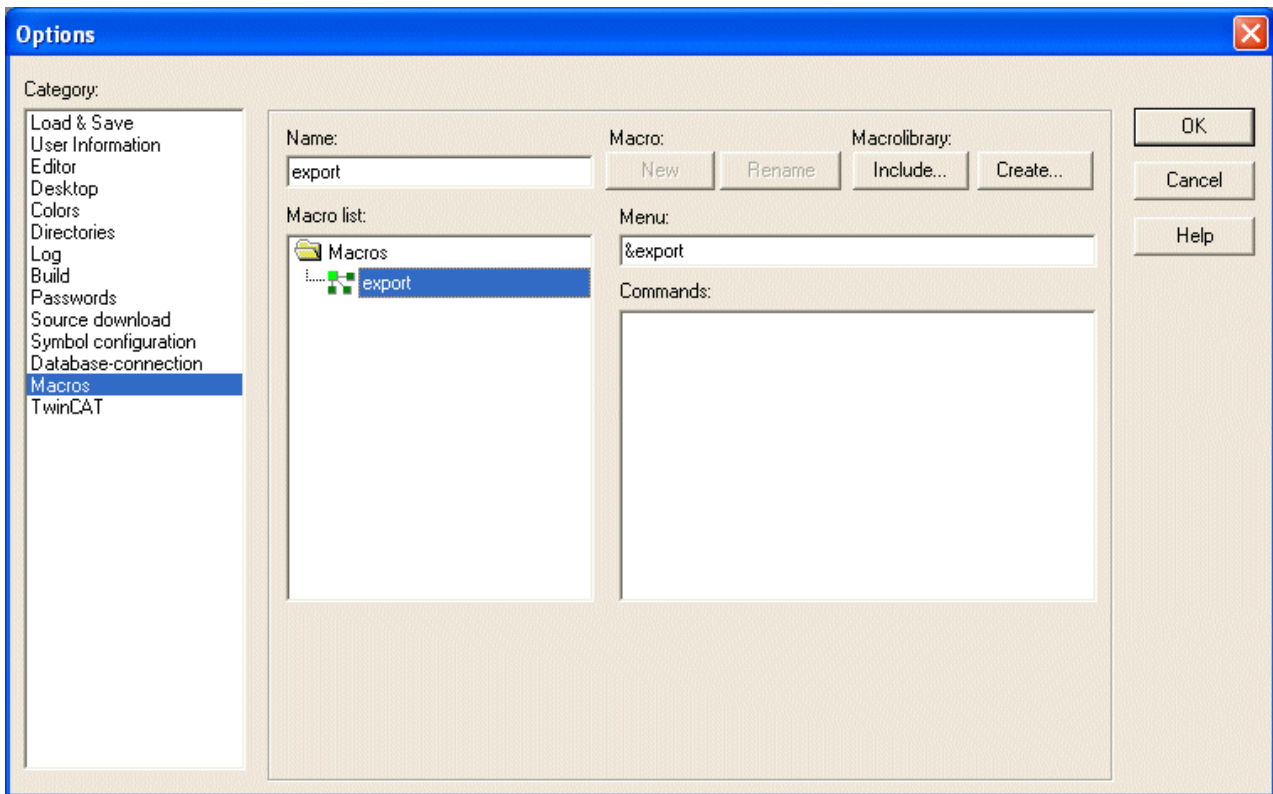 Options
Category:
Load & Save
User Information
Editor
Desktop
Colors
Directories
Log
Build
Passwords
Source download
Symbol configuration
Database-connection
Macros
TwinCAT
Name:
export
Macro:
New
Rename
Macrolibrary:
Include...
Create...
Macro list:
Macros
export
Menu:
&export
Commands:
OK
Cancel
Help